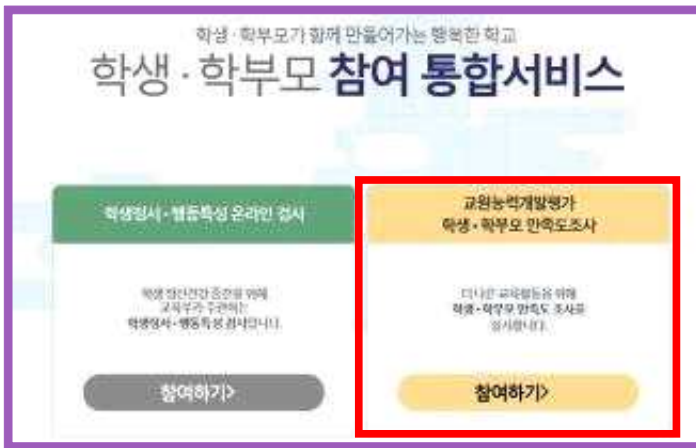 학생·학부모가 함께 만들어가는 행복한 학교
학생·학부모 참여 통합서비스
학생정서·행동특성 온라인 검사
학생 정신건강 증진을 위해
교육부가 주관하는
학생정서·행동특성 검사입니다.
참여하기>
교원능력개발평가
학생·학부모 만족도조사
더 나은 교육활동을 위해
학생·학부모 만족도 조사를
실시합니다.
참여하기>